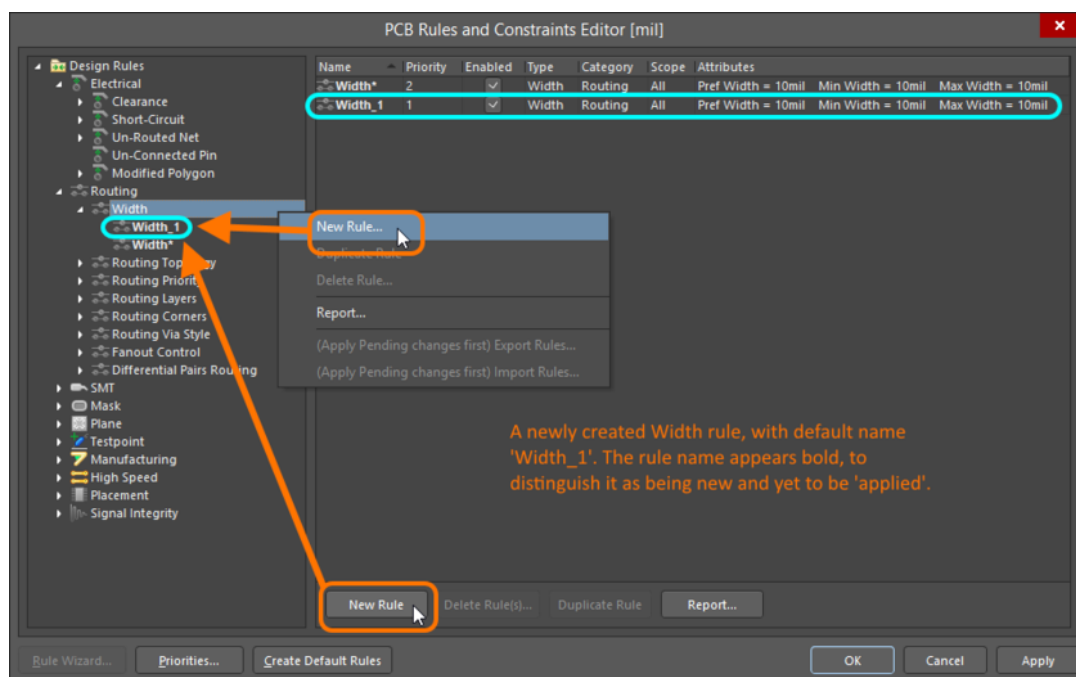 PCB Rules and Constraints Editor [mil]
Design Rules
Electrical
Clearance
Short-Circuit
Un-Routed Net
Un-Connected Pin
Modified Polygon
Routing
Width
Width_1
Width*
Routing Topology
Routing Priority
Routing Layers
Routing Corners
Routing Via Style
Fanout Control
Differential Pairs Routing
SMT
Mask
Plane
Testpoint
Manufacturing
High Speed
Placement
Signal Integrity
Name Priority Enabled Type Category Scope Attributes
Width* 2 Width Routing All Pref Width = 10mil Min Width = 10mil Max Width = 10mil
Width_1 1 Width Routing All Pref Width = 10mil Min Width = 10mil Max Width = 10mil
New Rule...
Duplicate Rule
Delete Rule...
Report...
(Apply Pending changes first) Export Rules...
(Apply Pending changes first) Import Rules...
A newly created Width rule, with default name
'Width_1'. The rule name appears bold, to
distinguish it as being new and yet to be 'applied'.
New Rule Delete Rule(s)... Duplicate Rule Report...
Rule Wizard... Priorities... Create Default Rules OK Cancel Apply